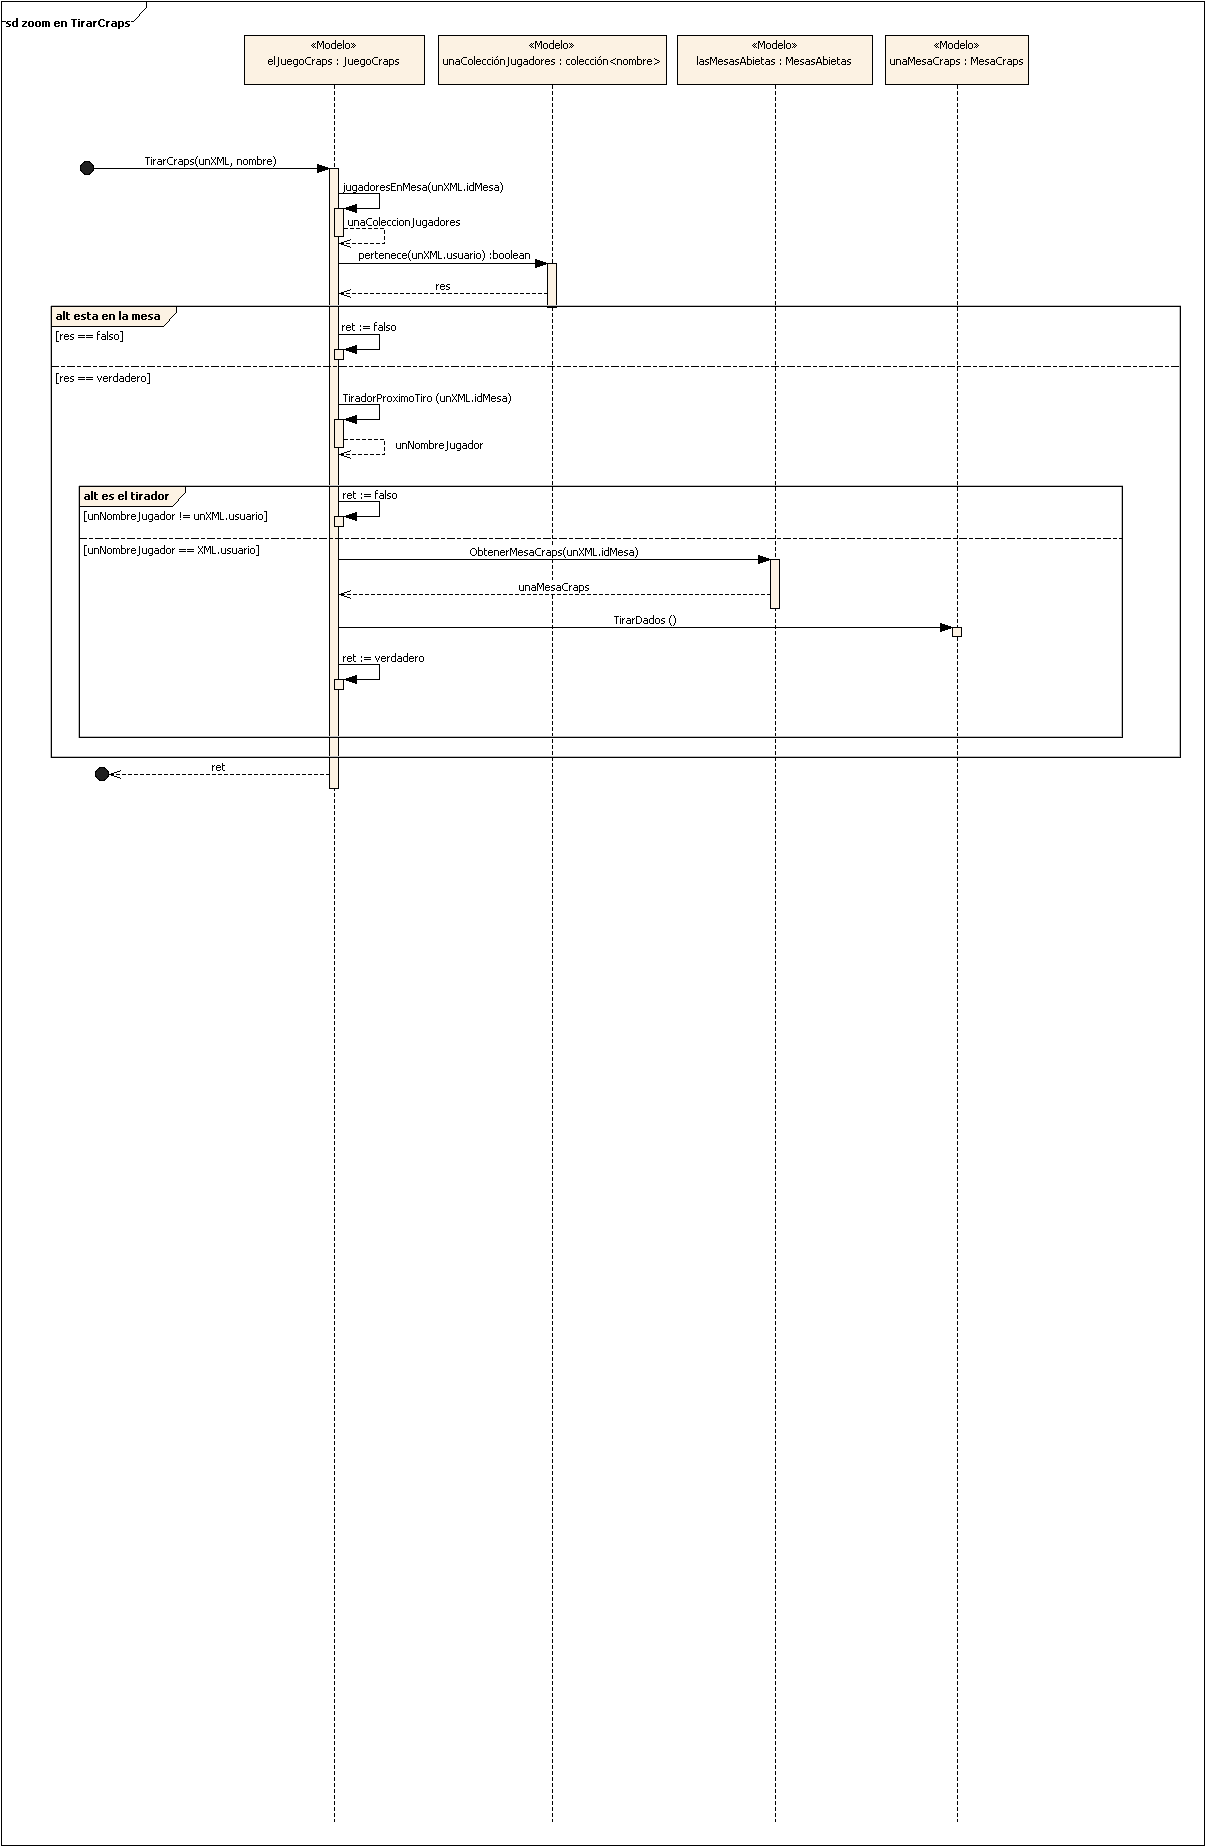 sd zoom en TirarCraps
«Modelo»
elJuegoCraps : JuegoCraps
«Modelo»
unaColecciónJugadores : colección<nombre>
«Modelo»
lasMesasAbietas : MesasAbietas
«Modelo»
unaMesaCraps : MesaCraps
TirarCraps(unXML, nombre)
jugadoresEnMesa(unXML.idMesa)
unaColeccionJugadores
pertenece(unXML.usuario) :boolean
res
alt esta en la mesa
[res == falso]
ret := falso
[res == verdadero]
TiradorProximoTiro (unXML.idMesa)
unNombreJugador
alt es el tirador
ret := falso
[unNombreJugador != unXML.usuario]
[unNombreJugador == XML.usuario]
ObtenerMesaCraps(unXML.idMesa)
unaMesaCraps
TirarDados ()
ret := verdadero
ret